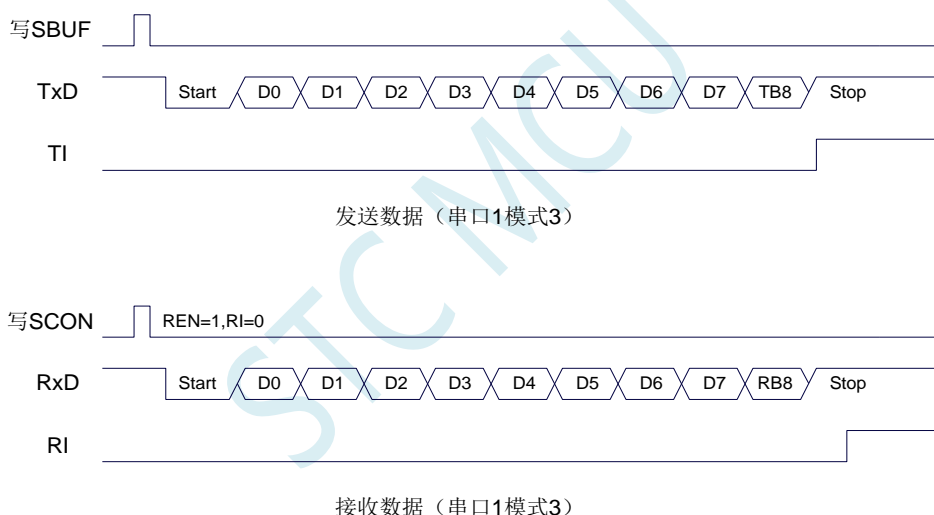 写SBUF
TxD Start D0 D1 D2 D3 D4 D5 D6 D7 TB8 Stop
TI
发送数据（串口1模式3）
写SCON REN=1,RI=0
RxD Start D0 D1 D2 D3 D4 D5 D6 D7 RB8 Stop
RI
接收数据（串口1模式3）
STC MCU